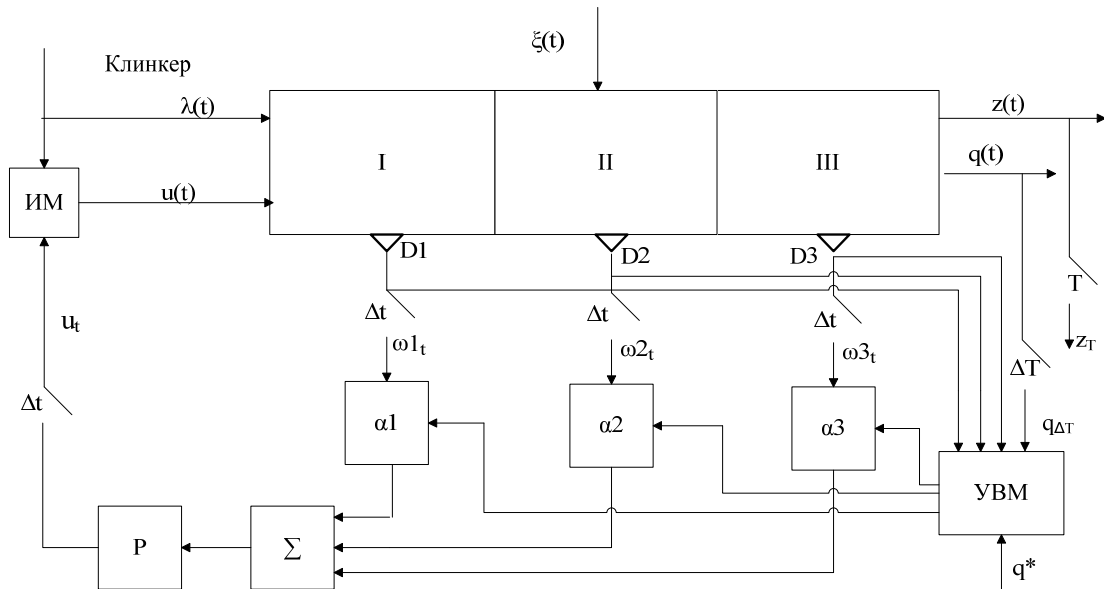 ξ(t)
Клинкер
λ(t)
z(t)
I
II
III
q(t)
ИМ
u(t)
D1
D2
D3
T
Δt
Δt
Δt
u_t
ω1_t
ω2_t
ω3_t
z_T
ΔT
Δt
α1
α2
α3
q_ΔT
УВМ
P
∑
q*